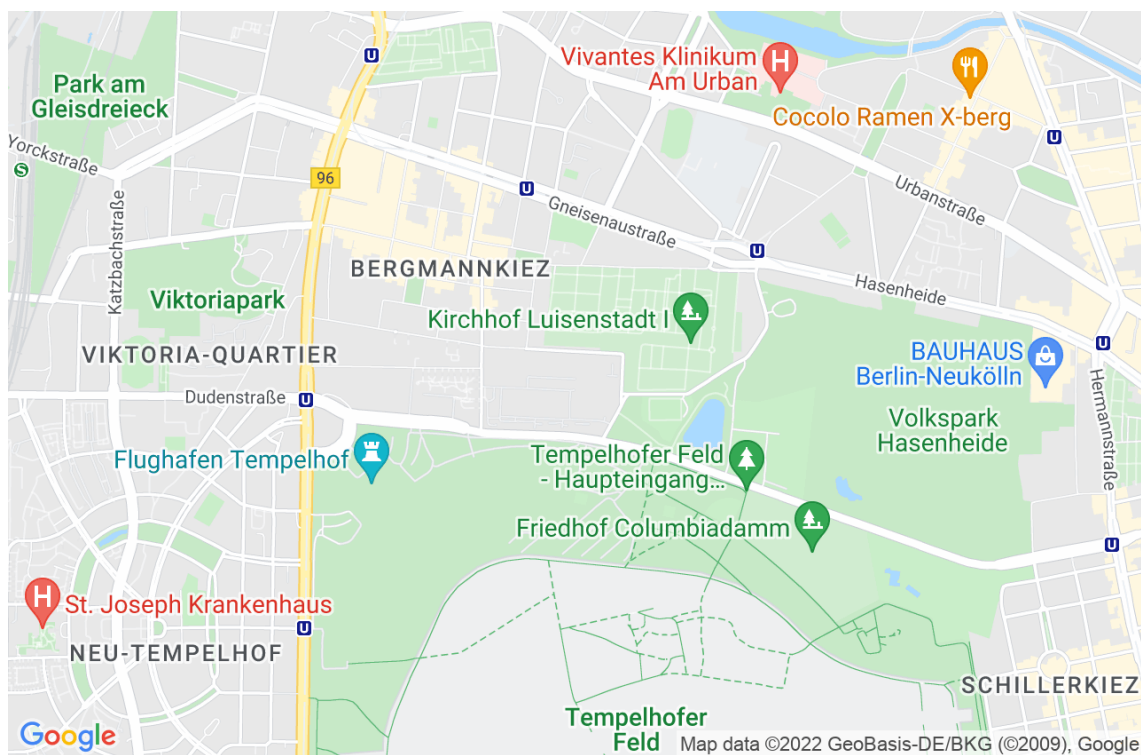 Vivantes Klinikum
Am Urban
Park am
Gleisdreieck
Cocolo Ramen X-berg
Yorckstraße
S
U
U
96
U
Urbanstraße
Katzbachstraße
Gneisenaustraße
U
BERGMANNKIEZ
Hasenheide
Viktoriapark
Kirchhof Luisenstadt I
VIKTORIA-QUARTIER
U
BAUHAUS
Berlin-Neukölln
Dudenstraße
U
Hermannstraße
Volkspark
Hasenheide
Flughafen Tempelhof
Tempelhofer Feld
- Haupteingang...
Friedhof Columbiadamm
U
H
St. Joseph Krankenhaus
U
NEU-TEMPELHOF
SCHILLERKIEZ
Tempelhofer
Feld
Google
Map data ©2022 GeoBasis-DE/BKG (©2009), Google
H